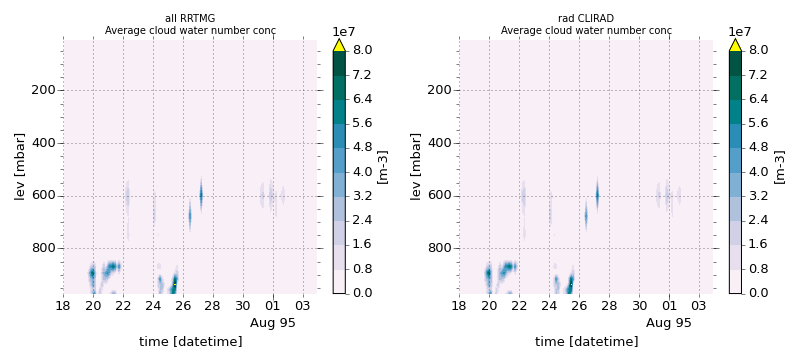 all RRTMG
Average cloud water number conc
1e7
8.0
7.2
6.4
5.6
4.8
4.0
3.2
2.4
1.6
0.8
0.0
[m-3]
lev [mbar]
200
400
600
800
18 20 22 24 26 28 30 01 03
Aug 95
time [datetime]
rad CLIRAD
Average cloud water number conc
1e7
8.0
7.2
6.4
5.6
4.8
4.0
3.2
2.4
1.6
0.8
0.0
[m-3]
lev [mbar]
200
400
600
800
18 20 22 24 26 28 30 01 03
Aug 95
time [datetime]